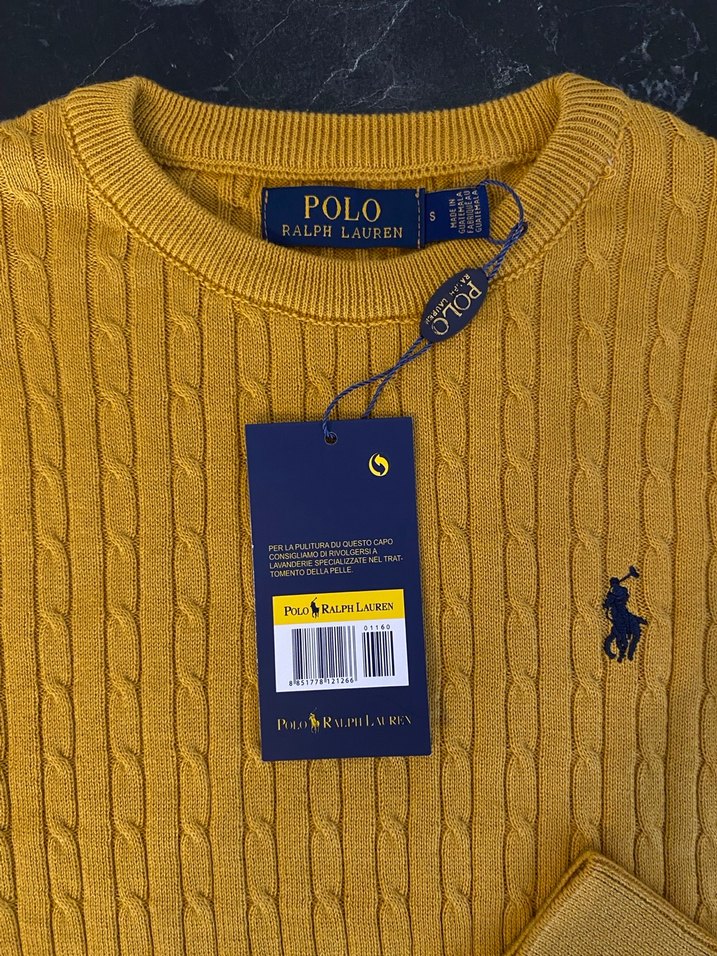 POLO
RALPH LAUREN
S
MADE IN
GUATEMALA
FABRIQUÉ AU
GUATEMALA
POLO
RALPH LAUREN
PER LA PULITURA DU QUESTO CAPO
CONSIGLIAMO DI RIVOLGERSI A
LAVANDERIE SPECIALIZZATE NEL TRAT-
TOMENTO DELLA PELLE.
POLO RALPH LAUREN
01160
8 851778 121266
POLO RALPH LAUREN